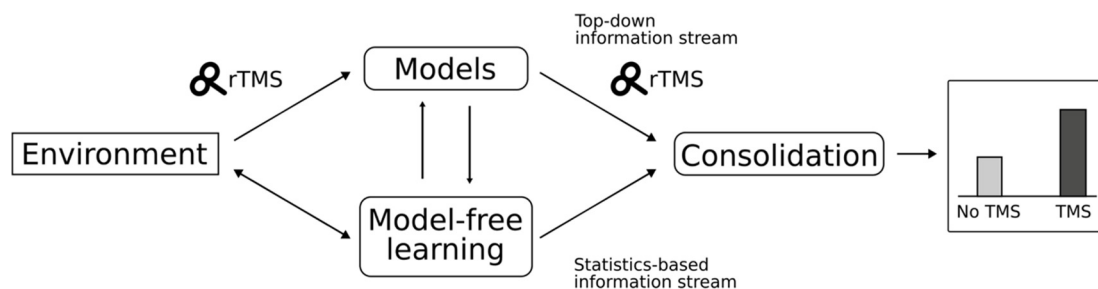 Top-down
information stream
rTMS
Models
rTMS
Environment
Consolidation
Model-free
learning
No TMS
TMS
Statistics-based
information stream